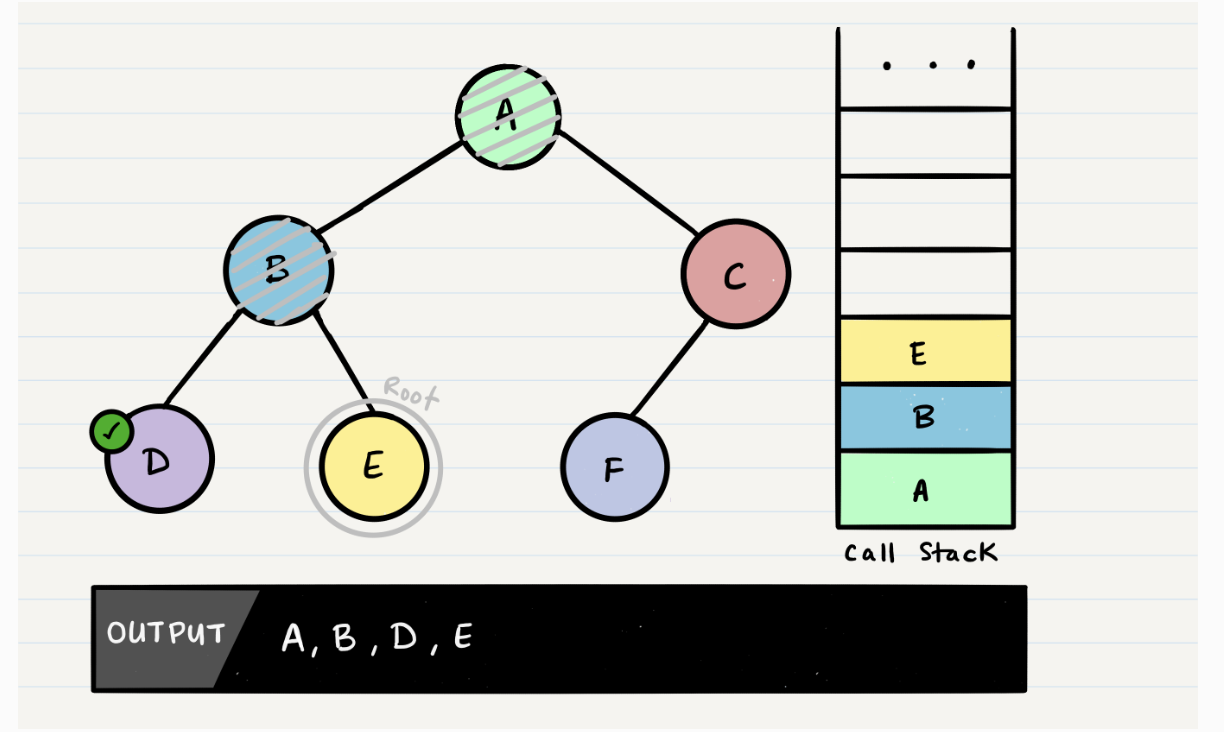 A
B
C
Root
D
E
F
. . .
E
B
A
Call Stack
OUTPUT A, B, D, E